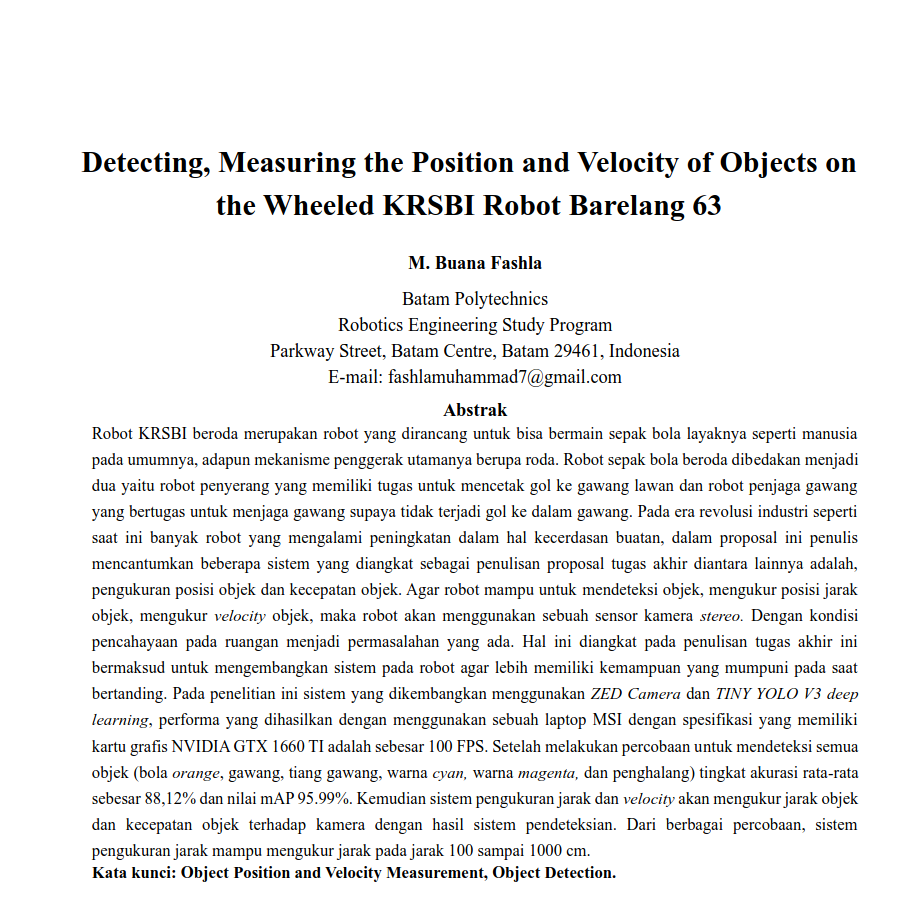 Detecting, Measuring the Position and Velocity of Objects on
the Wheeled KRSBI Robot Barelang 63
M. Buana Fashla
Batam Polytechnics
Robotics Engineering Study Program
Parkway Street, Batam Centre, Batam 29461, Indonesia
E-mail: fashlamuhammad7@gmail.com
Abstrak
Robot KRSBI beroda merupakan robot yang dirancang untuk bisa bermain sepak bola layaknya seperti manusia
pada umumnya, adapun mekanisme penggerak utamanya berupa roda. Robot sepak bola beroda dibedakan menjadi
dua yaitu robot penyerang yang memiliki tugas untuk mencetak gol ke gawang lawan dan robot penjaga gawang
yang bertugas untuk menjaga gawang supaya tidak terjadi gol ke dalam gawang. Pada era revolusi industri seperti
saat ini banyak robot yang mengalami peningkatan dalam hal kecerdasan buatan, dalam proposal ini penulis
mencantumkan beberapa sistem yang diangkat sebagai penulisan proposal tugas akhir diantara lainnya adalah,
pengukuran posisi objek dan kecepatan objek. Agar robot mampu untuk mendeteksi objek, mengukur posisi jarak
objek, mengukur velocity objek, maka robot akan menggunakan sebuah sensor kamera stereo. Dengan kondisi
pencahayaan pada ruangan menjadi permasalahan yang ada. Hal ini diangkat pada penulisan tugas akhir ini
bermaksud untuk mengembangkan sistem pada robot agar lebih memiliki kemampuan yang mumpuni pada saat
bertanding. Pada penelitian ini sistem yang dikembangkan menggunakan ZED Camera dan TINY YOLO V3 deep
learning, performa yang dihasilkan dengan menggunakan sebuah laptop MSI dengan spesifikasi yang memiliki
kartu grafis NVIDIA GTX 1660 TI adalah sebesar 100 FPS. Setelah melakukan percobaan untuk mendeteksi semua
objek (bola orange, gawang, tiang gawang, warna cyan, warna magenta, dan penghalang) tingkat akurasi rata-rata
sebesar 88,12% dan nilai mAP 95.99%. Kemudian sistem pengukuran jarak dan velocity akan mengukur jarak objek
dan kecepatan objek terhadap kamera dengan hasil sistem pendeteksian. Dari berbagai percobaan, sistem
pengukuran jarak mampu mengukur jarak pada jarak 100 sampai 1000 cm.
Kata kunci: Object Position and Velocity Measurement, Object Detection.